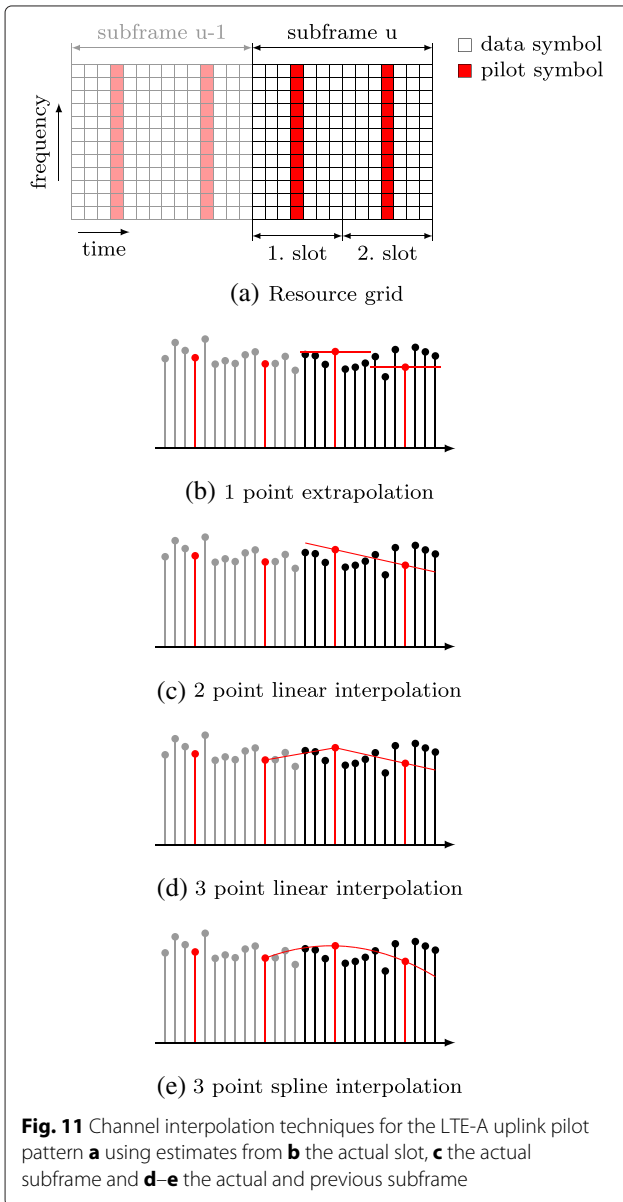 subframe u-1
subframe u
data symbol
pilot symbol
frequency
time
1. slot
2. slot
(a) Resource grid
(b) 1 point extrapolation
(c) 2 point linear interpolation
(d) 3 point linear interpolation
(e) 3 point spline interpolation
Fig. 11 Channel interpolation techniques for the LTE-A uplink pilot
pattern a using estimates from b the actual slot, c the actual
subframe and d–e the actual and previous subframe